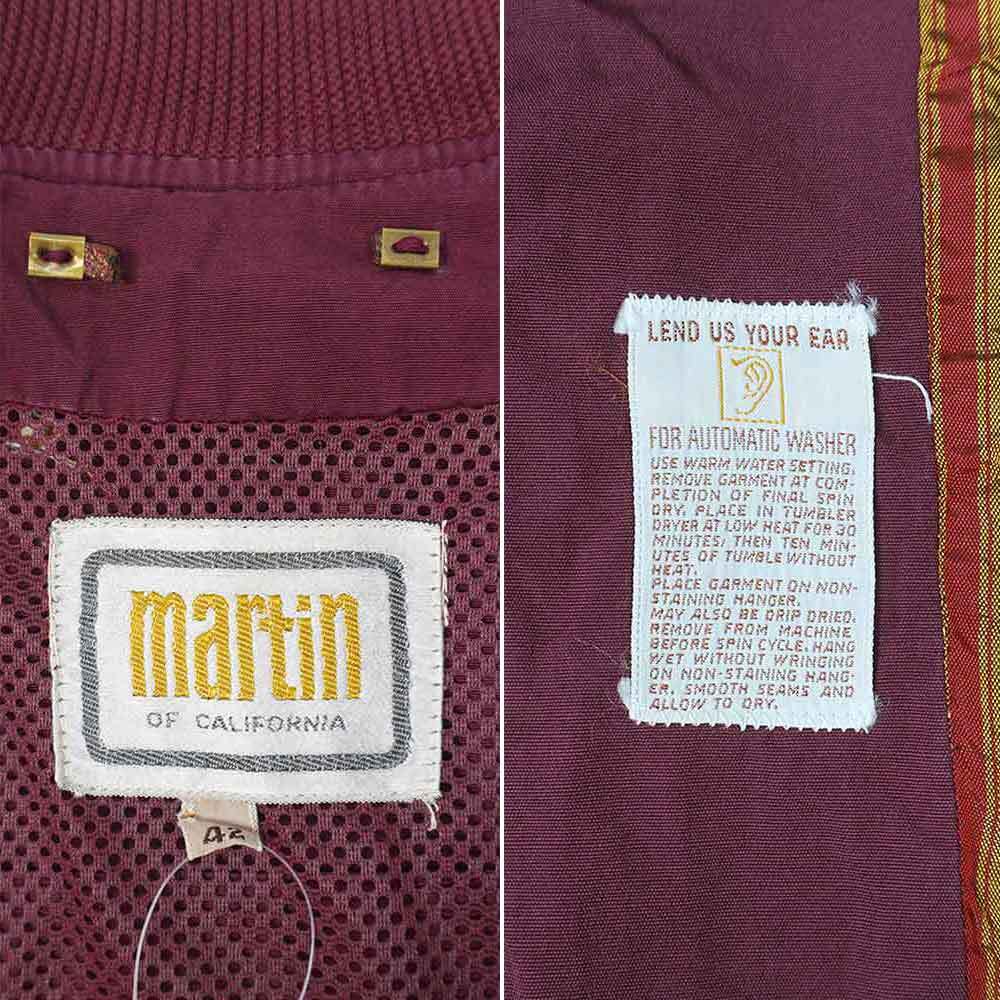 martin
OF CALIFORNIA
42
LEND US YOUR EAR
FOR AUTOMATIC WASHER
USE WARM WATER SETTING.
REMOVE GARMENT AT COM-
PLETION OF FINAL SPIN
DRY. PLACE IN TUMBLER
DRYER AT LOW HEAT FOR 30
MINUTES; THEN TEN MIN-
UTES OF TUMBLE WITHOUT
HEAT.
PLACE GARMENT ON NON-
STAINING HANGER.
MAY ALSO BE DRIP DRIED.
REMOVE FROM MACHINE
BEFORE SPIN CYCLE. HANG
WET WITHOUT WRINGING
ON NON-STAINING HANG-
ER. SMOOTH SEAMS AND
ALLOW TO DRY.